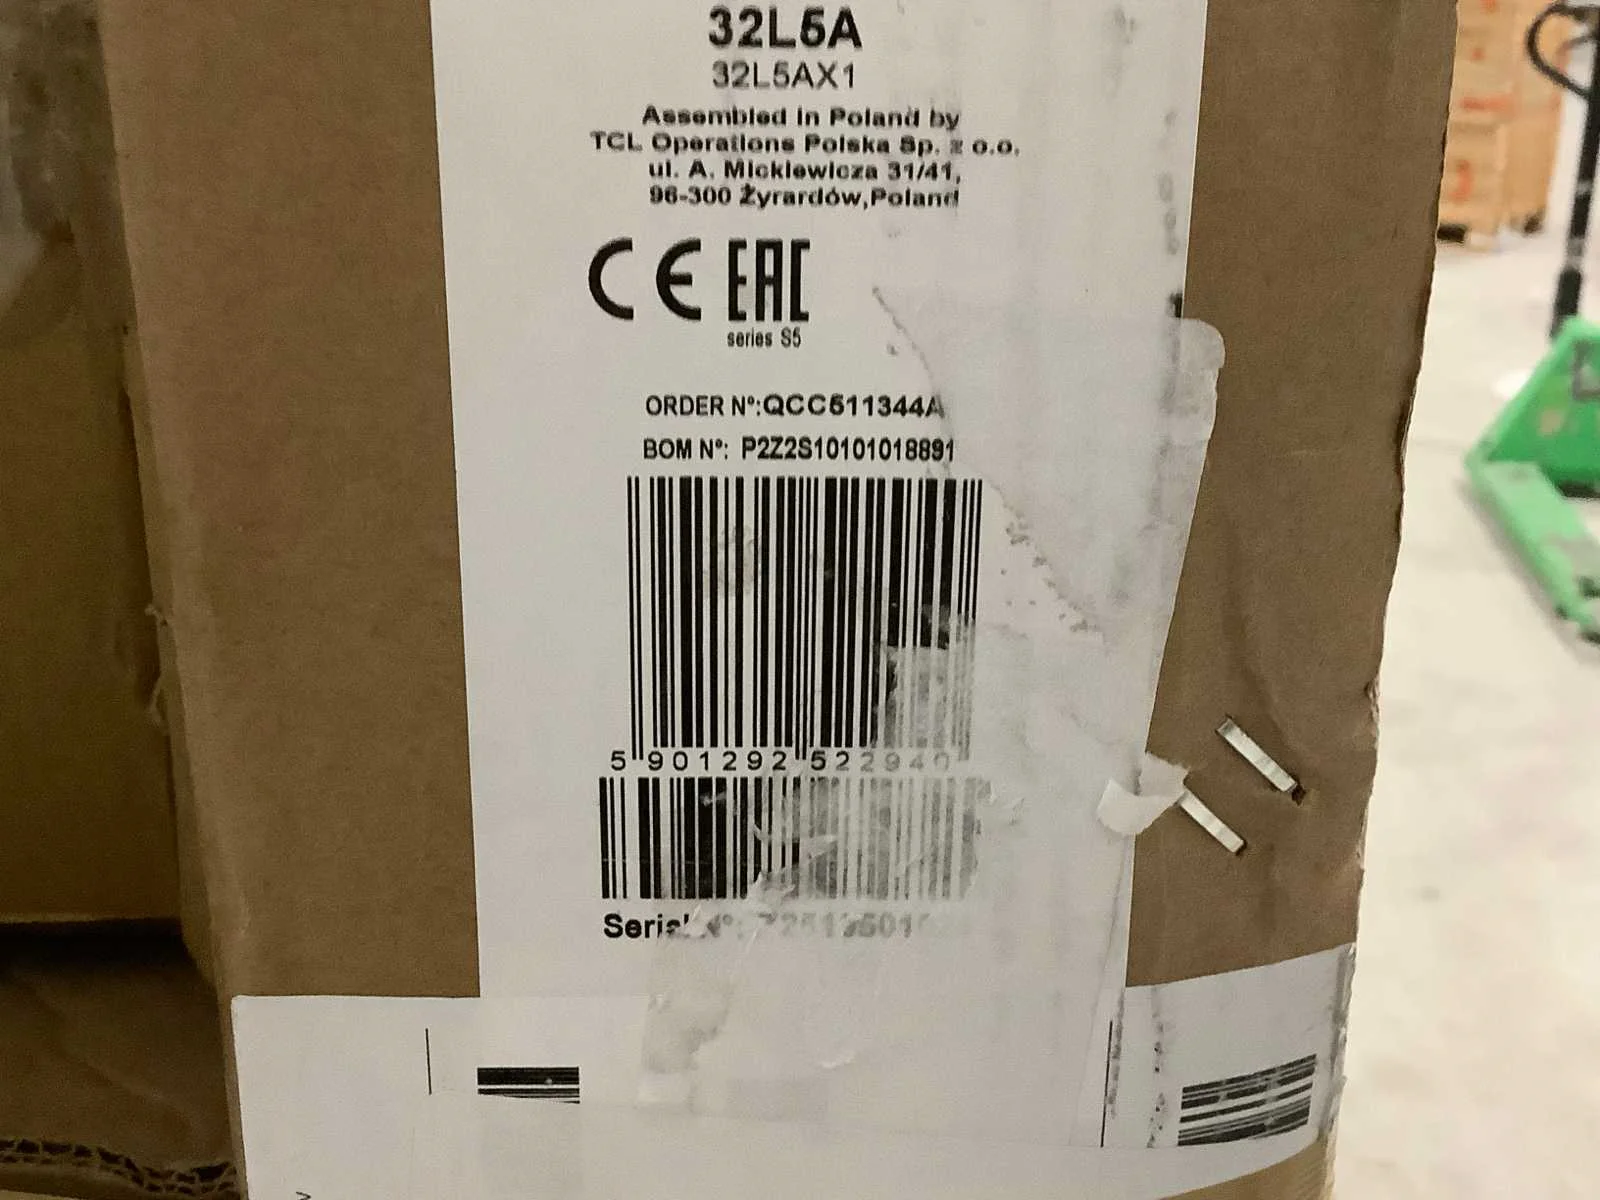 32L5A
32L5AX1
Assembled in Poland by
TCL Operations Polska Sp. z o.o.
ul. A. Mickiewicza 31/41,
96-300 Żyrardów,Poland
CE EAC
series S5
ORDER N°:QCC511344A
BOM N°: P2Z2S10101018891
5 901292 522940
Serial N°: